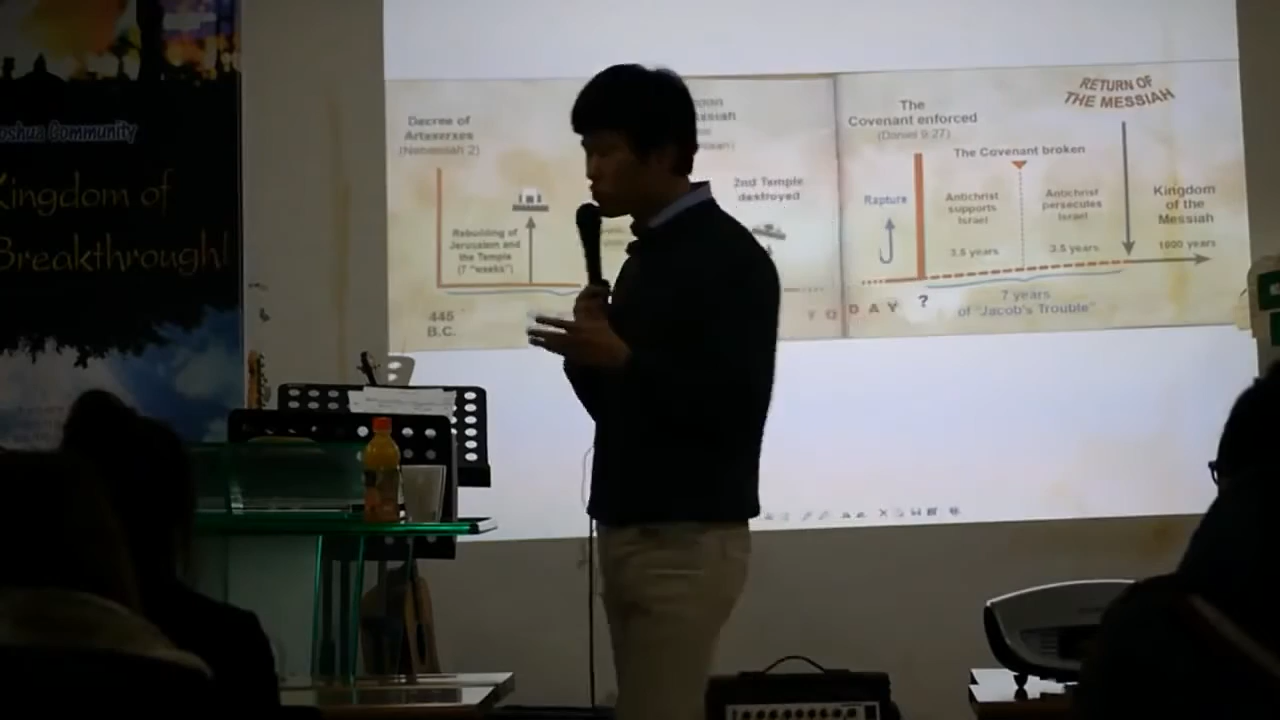 oshua Community
Kingdom of
Breakthrough!
Decree of
Artaxerxes
(Nehemiah 2)
Rebuilding of
Jerusalem and
the Temple
(7 "weeks")
445
B.C.
2nd Temple
destroyed
TODAY ?
The
Covenant enforced
(Daniel 9:27)
Rapture
The Covenant broken
Antichrist
supports
Israel
3.5 years
Antichrist
persecutes
Israel
3.5 years
7 years
of "Jacob's Trouble"
RETURN OF
THE MESSIAH
Kingdom
of the
Messiah
1000 years